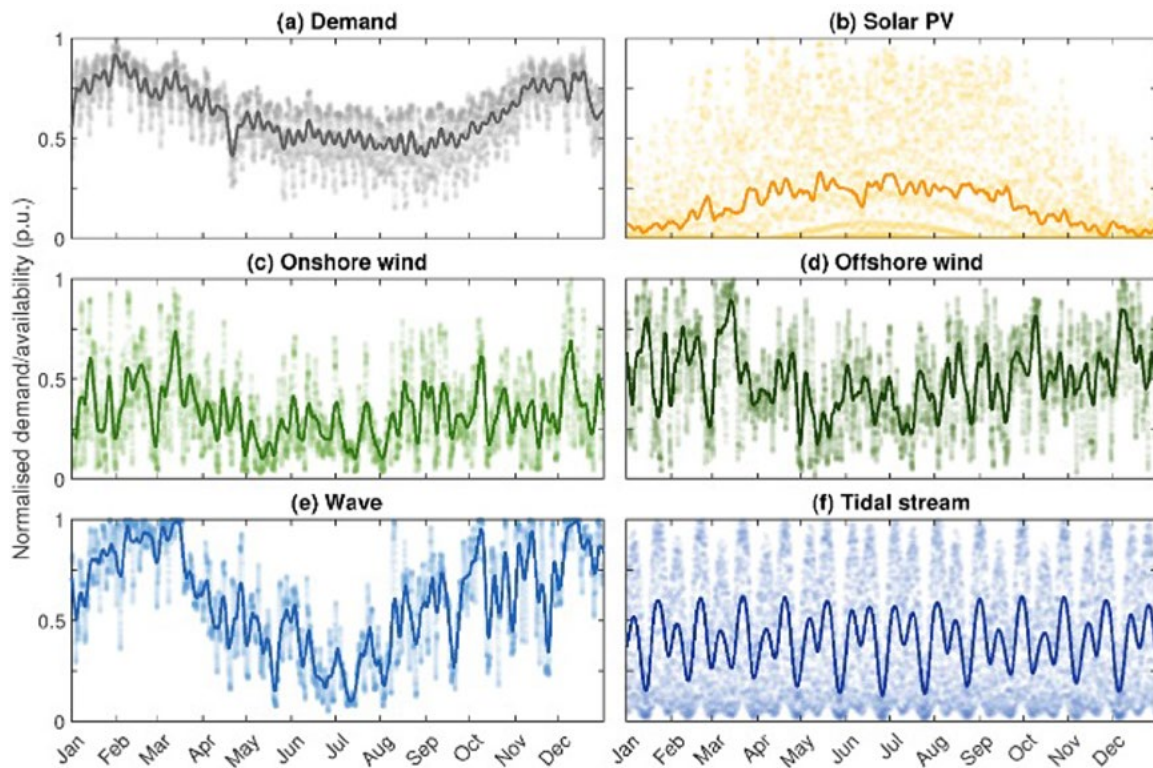 (a) Demand
(b) Solar PV
1
0.5
0
(c) Onshore wind
(d) Offshore wind
1
0.5
0
(e) Wave
(f) Tidal stream
1
0.5
0
Normalised demand/availability (p.u.)
Jan Feb Mar Apr May Jun Jul Aug Sep Oct Nov Dec
Jan Feb Mar Apr May Jun Jul Aug Sep Oct Nov Dec